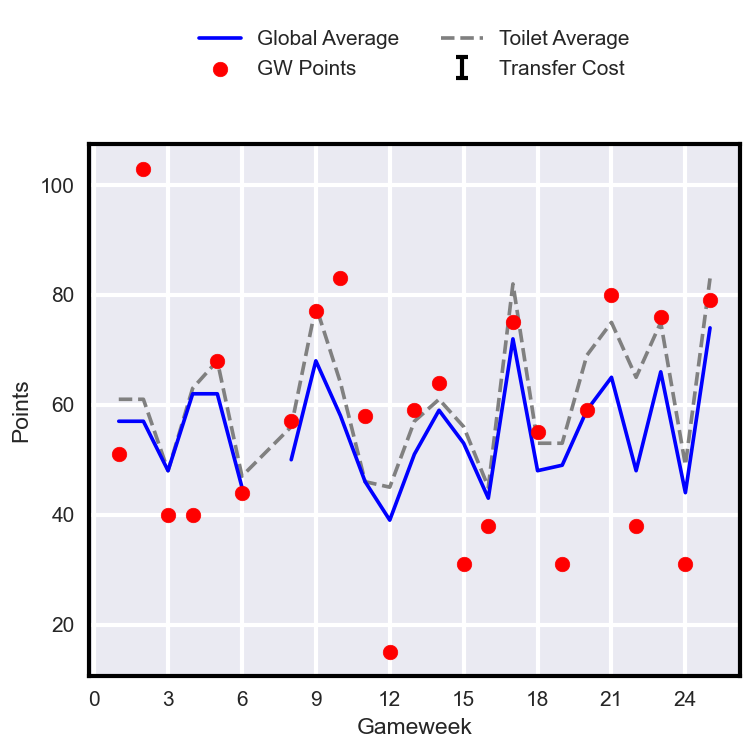 Global Average
Toilet Average
GW Points
Transfer Cost
100
80
60
40
20
Points
0 3 6 9 12 15 18 21 24
Gameweek